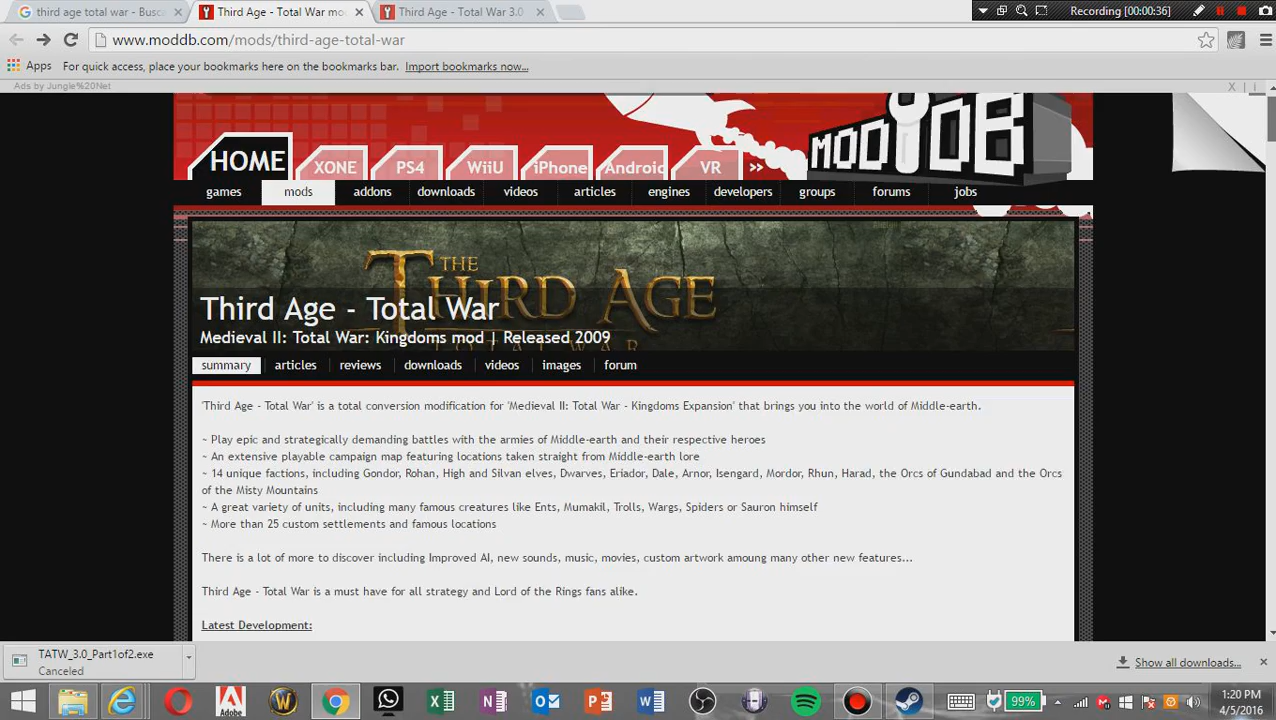 third age total war - Busc
Third Age - Total War mo
Third Age - Total War 3.0
Recording [00:00:36]
www.moddb.com/mods/third-age-total-war
Apps
For quick access, place your bookmarks here on the bookmarks bar. Import bookmarks now...
Ads by Jungle%20Net
X | i
HOME
XONE
PS4
WiiU
iPhone
Android
VR
>>
MODDB
games
mods
addons
downloads
videos
articles
engines
developers
groups
forums
jobs
THE
THIRD AGE
TOTAL WAR
Third Age - Total War
Medieval II: Total War: Kingdoms mod | Released 2009
summary
articles
reviews
downloads
videos
images
forum
'Third Age - Total War' is a total conversion modification for 'Medieval II: Total War - Kingdoms Expansion' that brings you into the world of Middle-earth.
~ Play epic and strategically demanding battles with the armies of Middle-earth and their respective heroes
~ An extensive playable campaign map featuring locations taken straight from Middle-earth lore
~ 14 unique factions, including Gondor, Rohan, High and Silvan elves, Dwarves, Eriador, Dale, Arnor, Isengard, Mordor, Rhun, Harad, the Orcs of Gundabad and the Orcs
of the Misty Mountains
~ A great variety of units, including many famous creatures like Ents, Mumakil, Trolls, Wargs, Spiders or Sauron himself
~ More than 25 custom settlements and famous locations
There is a lot of more to discover including Improved AI, new sounds, music, movies, custom artwork amoung many other new features...
Third Age - Total War is a must have for all strategy and Lord of the Rings fans alike.
Latest Development:
TATW_3.0_Part1of2.exe
Canceled
Show all downloads...
Adobe
99%
1:20 PM
4/5/2016